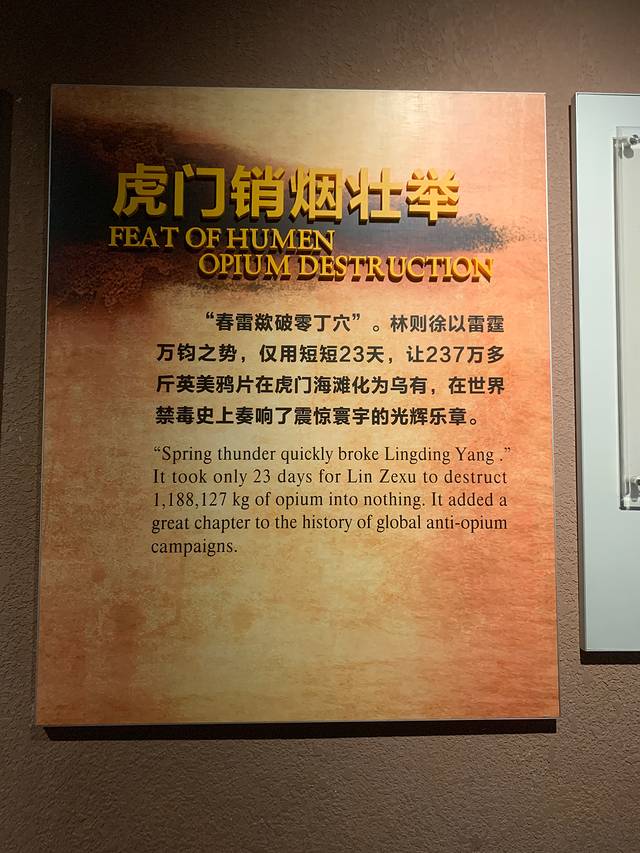 虎门销烟壮举
FEAT OF HUMEN
OPIUM DESTRUCTION
“春雷歘破零丁穴”。林则徐以雷霆
万钧之势，仅用短短23天，让237万多
斤英美鸦片在虎门海滩化为乌有，在世界
禁毒史上奏响了震惊寰宇的光辉乐章。
“Spring thunder quickly broke Lingding Yang .”
It took only 23 days for Lin Zexu to destruct
1,188,127 kg of opium into nothing. It added a
great chapter to the history of global anti-opium
campaigns.